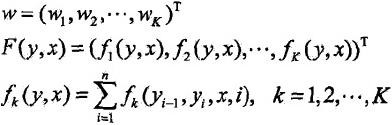 w = (w₁, w₂, ⋯, w_K)ᵀ
F(y, x) = (f₁(y, x), f₂(y, x), ⋯, f_K(y, x))ᵀ
f_k(y, x) = ∑_{i=1}^{n} f_k(y_{i−1}, y_i, x, i), k = 1, 2, ⋯, K